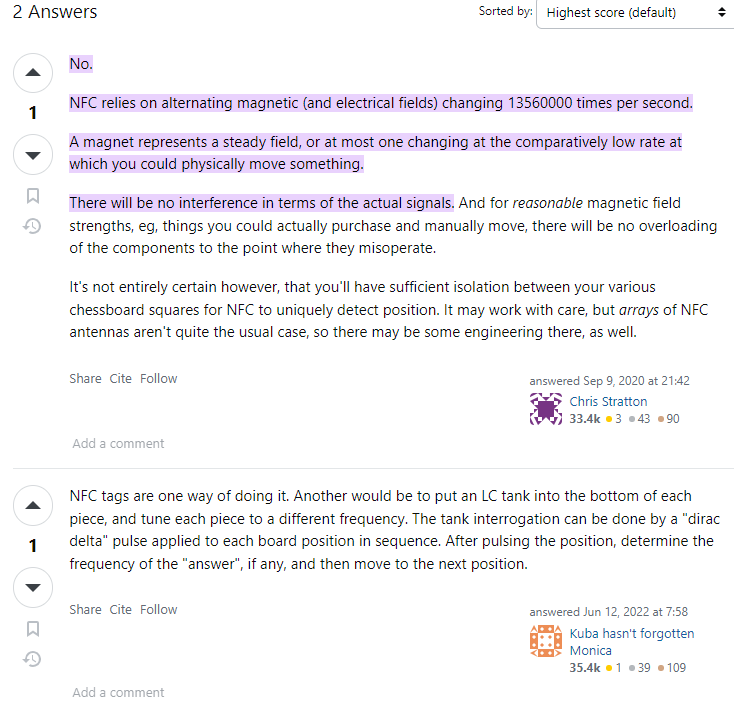 2 Answers
Sorted by:
Highest score (default)
No.
1
NFC relies on alternating magnetic (and electrical fields) changing 13560000 times per second.
A magnet represents a steady field, or at most one changing at the comparatively low rate at
which you could physically move something.
There will be no interference in terms of the actual signals. And for reasonable magnetic field
strengths, eg, things you could actually purchase and manually move, there will be no overloading
of the components to the point where they misoperate.
It's not entirely certain however, that you'll have sufficient isolation between your various
chessboard squares for NFC to uniquely detect position. It may work with care, but arrays of NFC
antennas aren't quite the usual case, so there may be some engineering there, as well.
Share Cite Follow
answered Sep 9, 2020 at 21:42
Chris Stratton
33.4k 3 43 90
Add a comment
1
NFC tags are one way of doing it. Another would be to put an LC tank into the bottom of each
piece, and tune each piece to a different frequency. The tank interrogation can be done by a "dirac
delta" pulse applied to each board position in sequence. After pulsing the position, determine the
frequency of the "answer", if any, and then move to the next position.
Share Cite Follow
answered Jun 12, 2022 at 7:58
Kuba hasn't forgotten
Monica
35.4k 1 39 109
Add a comment